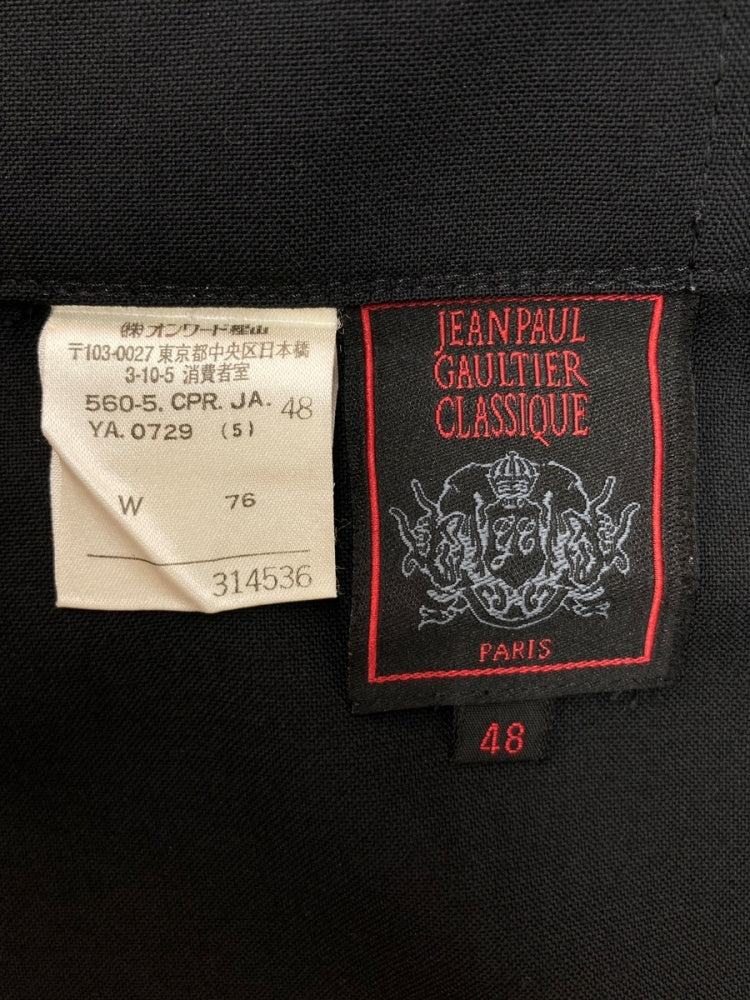 ㈱オンワード樫山
〒103-0027 東京都中央区日本橋
3-10-5 消費者室
560-5. CPR. JA. 48
YA. 0729 (5)
W 76
314536
JEAN PAUL
GAULTIER
CLASSIQUE
PARIS
48